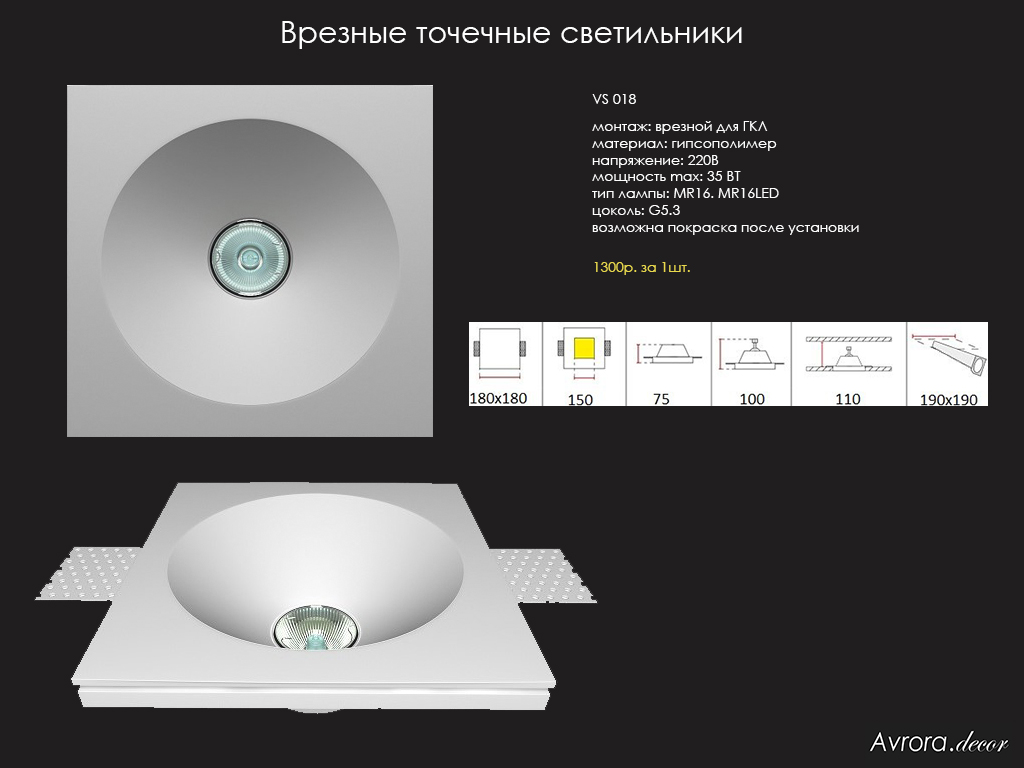 Врезные точечные светильники
VS 018
монтаж: врезной для ГКЛ
материал: гипсополимер
напряжение: 220В
мощность max: 35 ВТ
тип лампы: MR16. MR16LED
цоколь: G5.3
возможна покраска после установки
1300р. за 1шт.
180x180 150 75 100 110 190x190
Avrora.decor